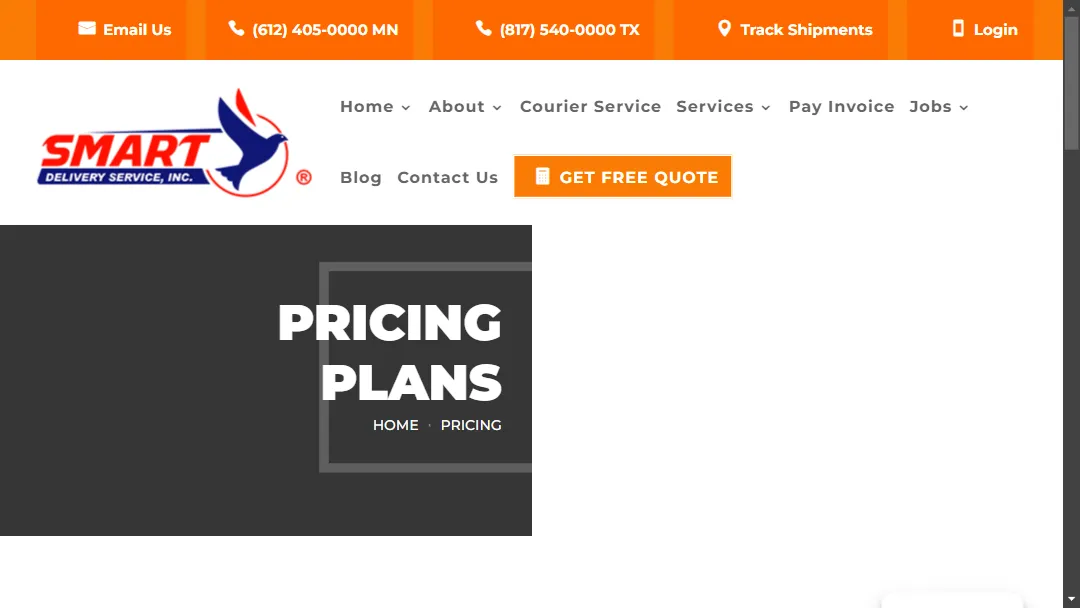 Email Us
(612) 405-0000 MN
(817) 540-0000 TX
Track Shipments
Login
SMART
DELIVERY SERVICE, INC.
®
Home
About
Courier Service
Services
Pay Invoice
Jobs
Blog
Contact Us
GET FREE QUOTE
PRICING
PLANS
HOME · PRICING